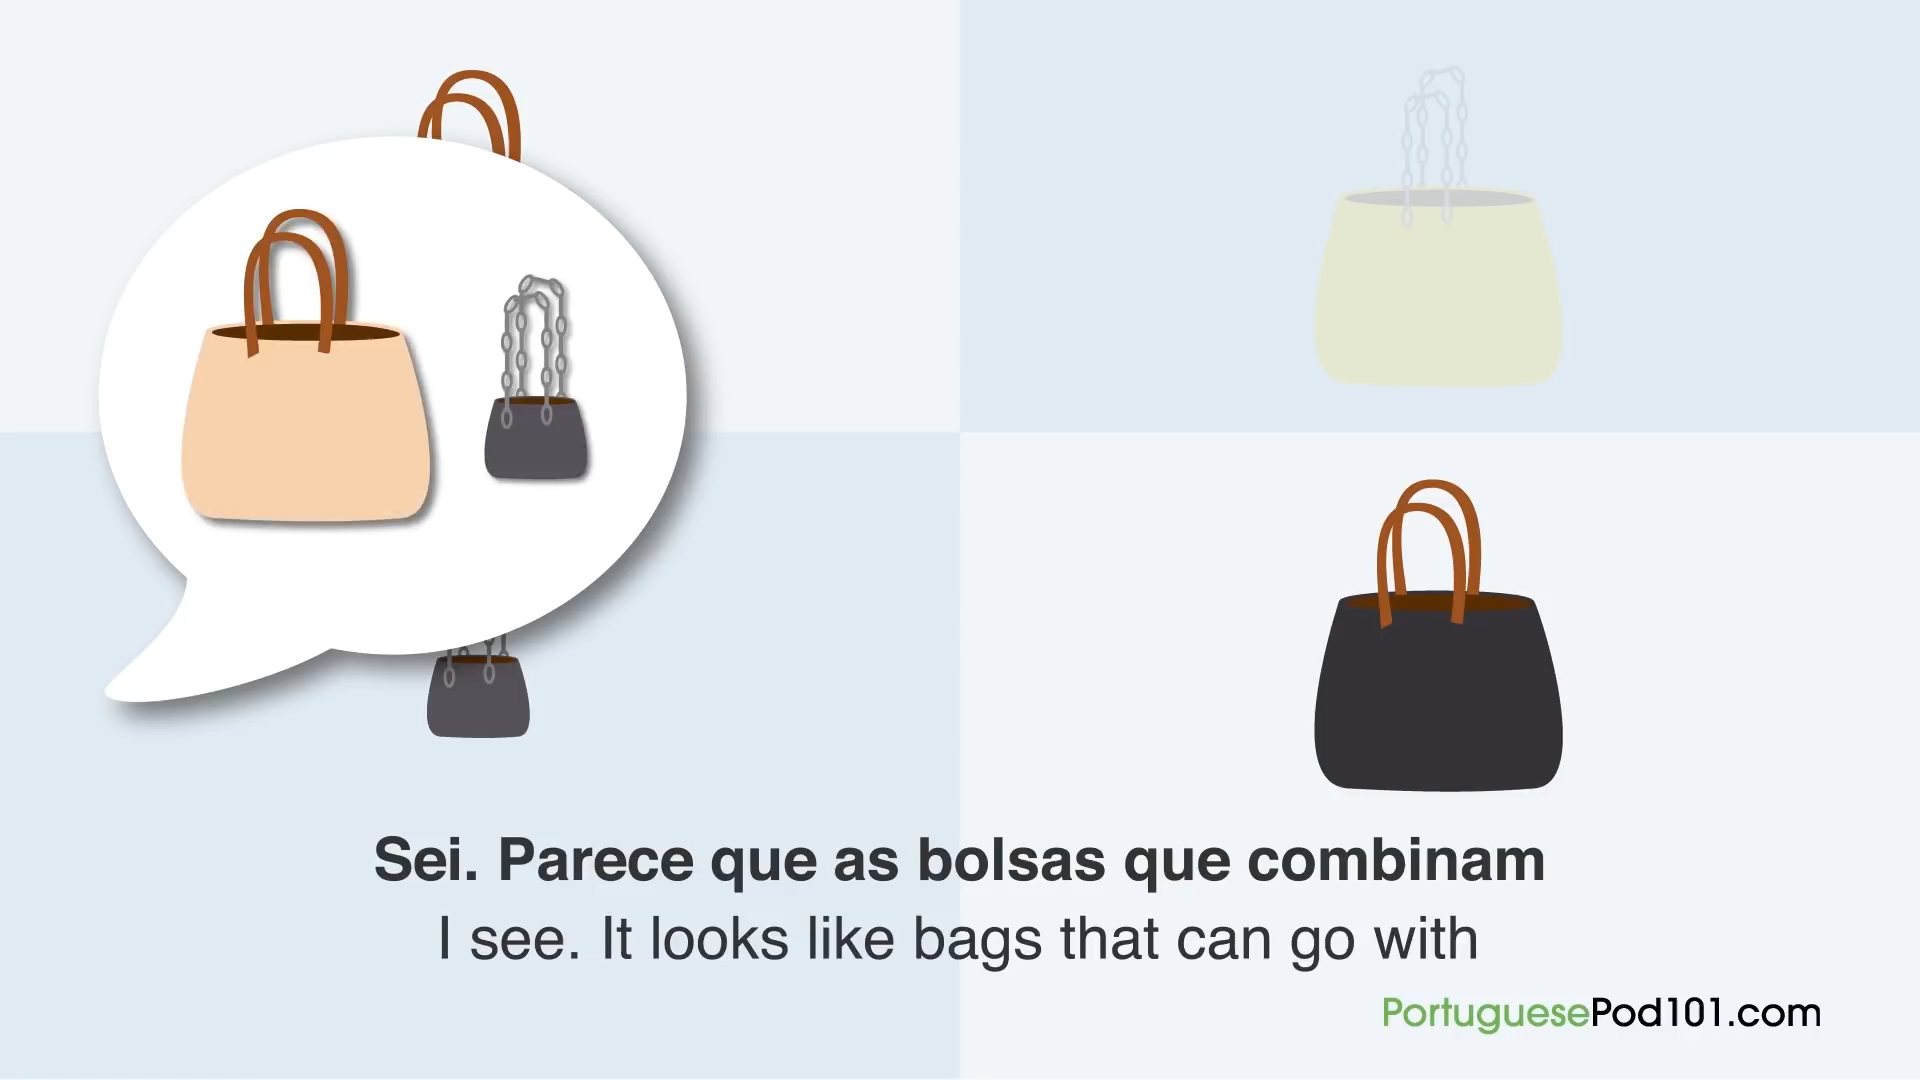 Sei. Parece que as bolsas que combinam
I see. It looks like bags that can go with
PortuguesePod101.com